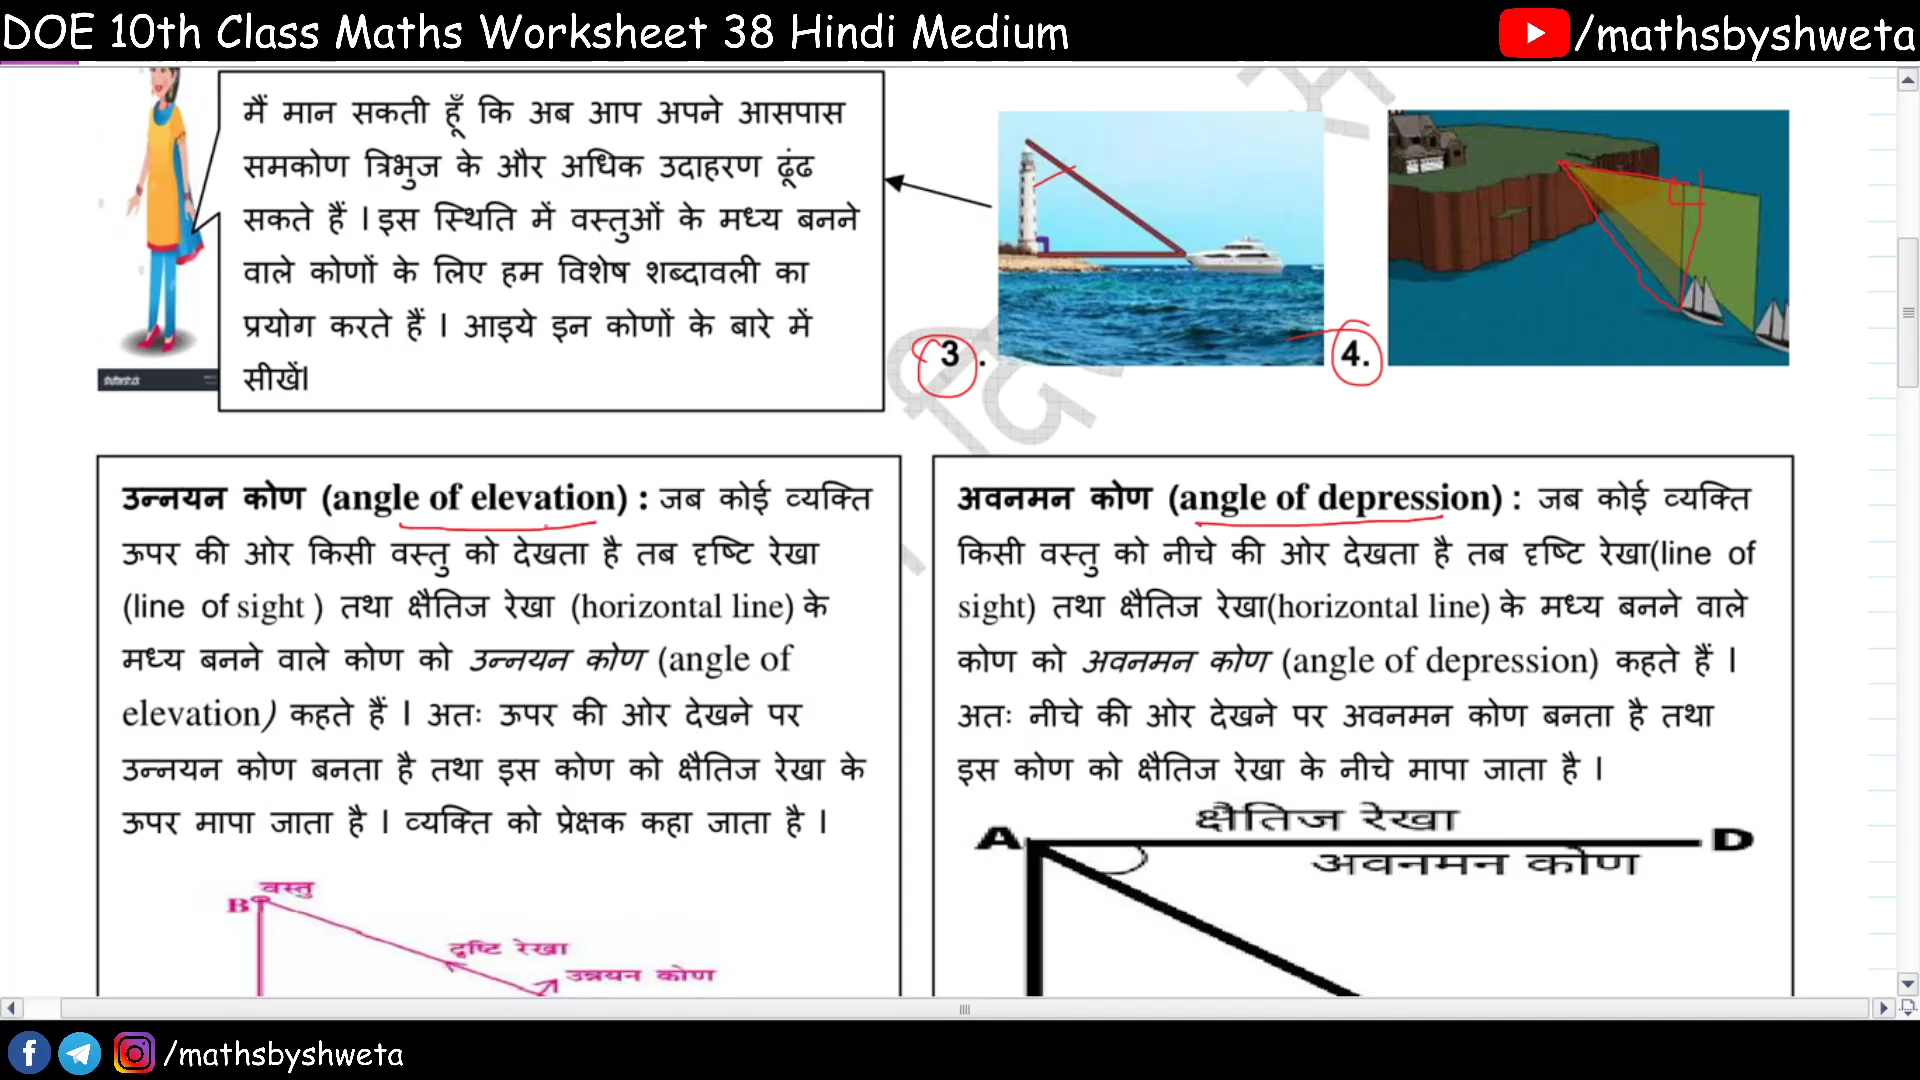 DOE 10th Class Maths Worksheet 38 Hindi Medium
/mathsbyshweta
मैं मान सकती हूँ कि अब आप अपने आसपास
समकोण त्रिभुज के और अधिक उदाहरण ढूंढ
सकते हैं । इस स्थिति में वस्तुओं के मध्य बनने
वाले कोणों के लिए हम विशेष शब्दावली का
प्रयोग करते हैं । आइये इन कोणों के बारे में
सीखें।
3 .
4.
उन्नयन कोण (angle of elevation) : जब कोई व्यक्ति
ऊपर की ओर किसी वस्तु को देखता है तब दृष्टि रेखा
(line of sight ) तथा क्षैतिज रेखा (horizontal line) के
मध्य बनने वाले कोण को उन्नयन कोण (angle of
elevation) कहते हैं । अतः ऊपर की ओर देखने पर
उन्नयन कोण बनता है तथा इस कोण को क्षैतिज रेखा के
ऊपर मापा जाता है । व्यक्ति को प्रेक्षक कहा जाता है ।
वस्तु
B
दृष्टि रेखा
उन्नयन कोण
अवनमन कोण (angle of depression) : जब कोई व्यक्ति
किसी वस्तु को नीचे की ओर देखता है तब दृष्टि रेखा(line of
sight) तथा क्षैतिज रेखा(horizontal line) के मध्य बनने वाले
कोण को अवनमन कोण (angle of depression) कहते हैं ।
अतः नीचे की ओर देखने पर अवनमन कोण बनता है तथा
इस कोण को क्षैतिज रेखा के नीचे मापा जाता है ।
क्षैतिज रेखा
A D
अवनमन कोण
/mathsbyshweta